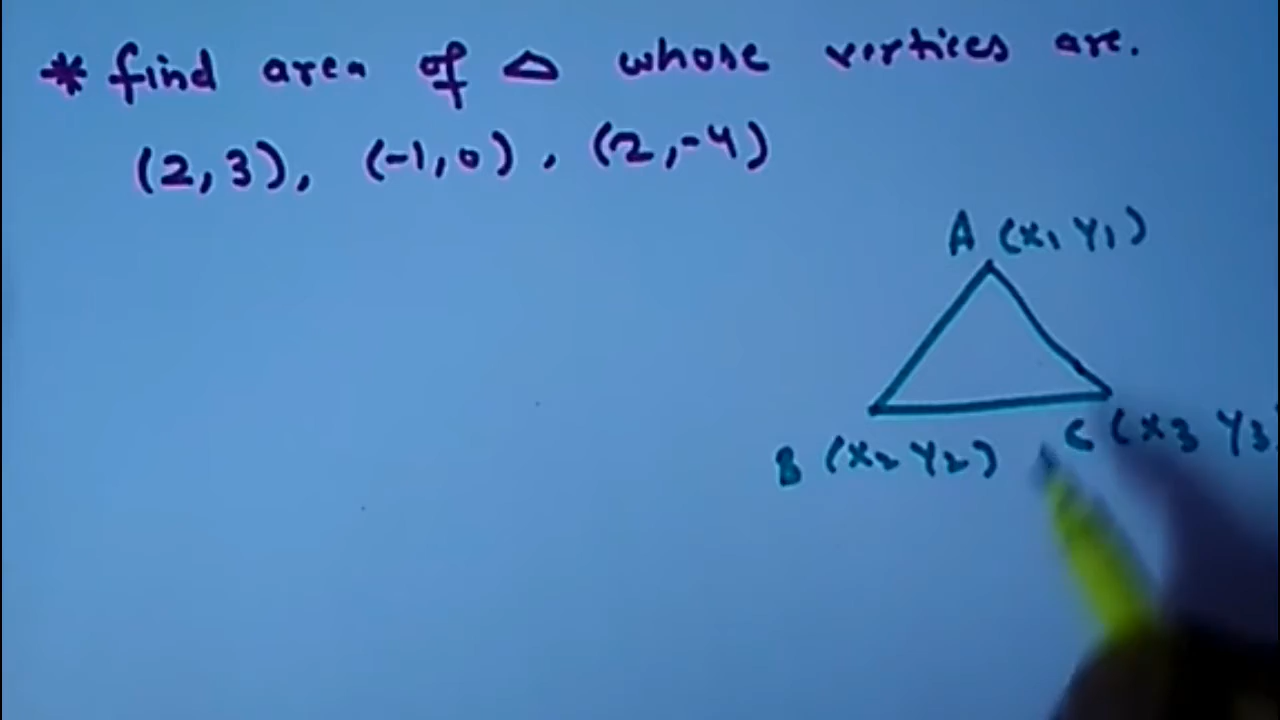 * find area of △ whose vertices are.
(2,3), (-1,0), (2,-4)
A (x₁ y₁)
B (x₂ y₂)
C (x₃ y₃)